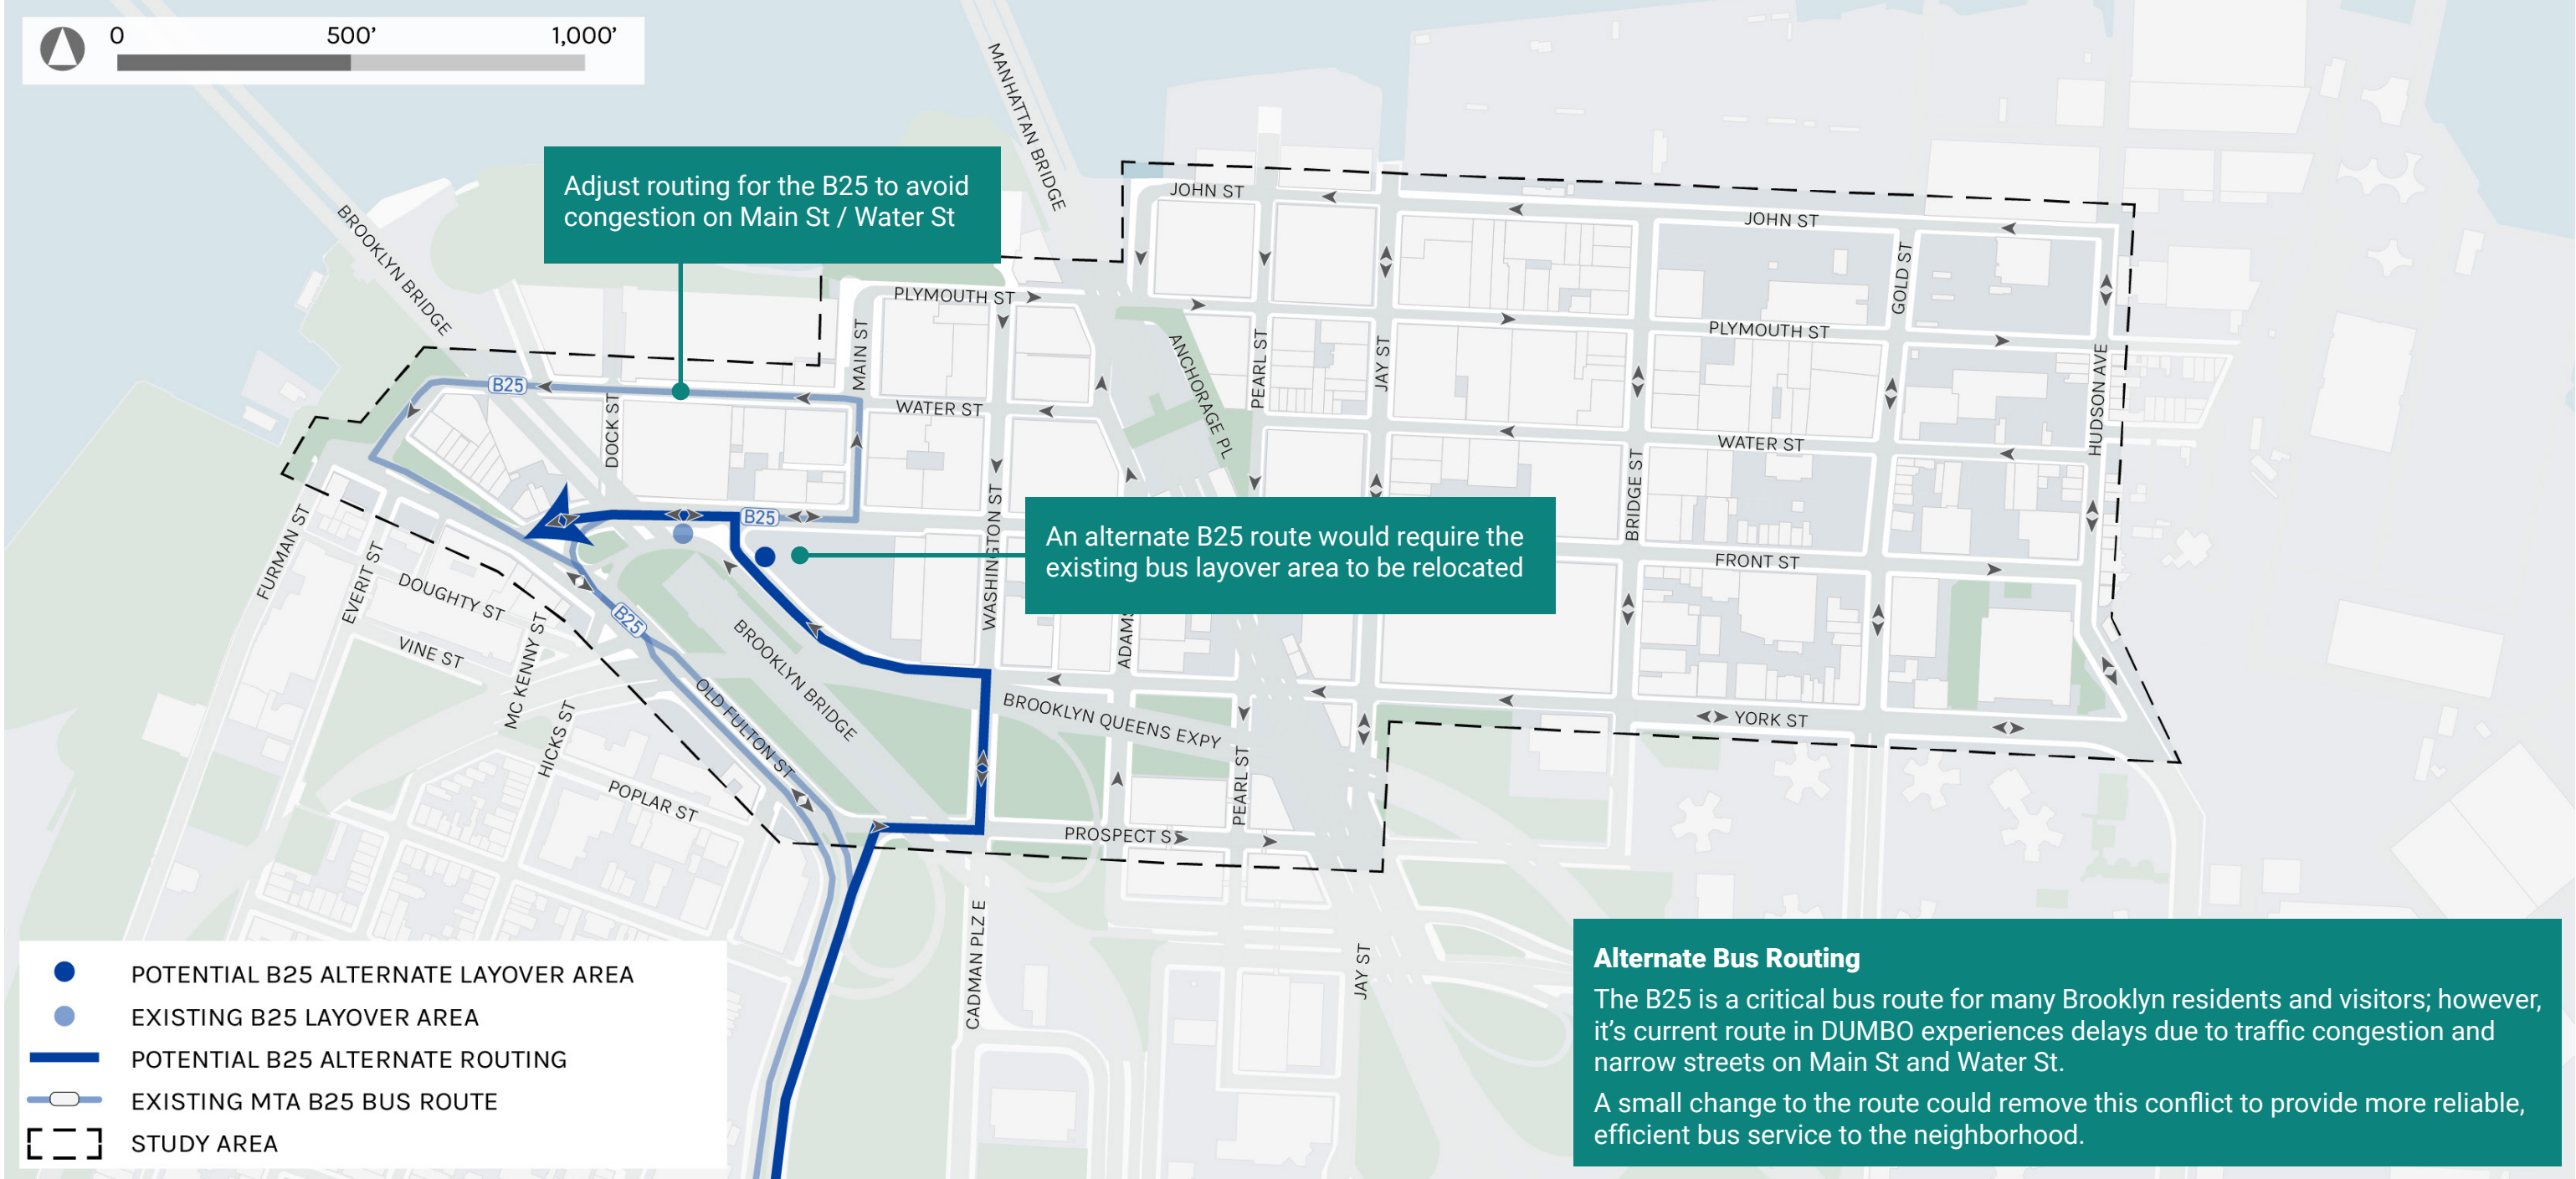 0 500' 1,000'
MANHATTAN BRIDGE
BROOKLYN BRIDGE
Adjust routing for the B25 to avoid
congestion on Main St / Water St
JOHN ST
JOHN ST
GOLD ST
PLYMOUTH ST
PLYMOUTH ST
MAIN ST
ANCHORAGE PL
PEARL ST
JAY ST
HUDSON AVE
B25
DOCK ST
WATER ST
WATER ST
BRIDGE ST
WASHINGTON ST
B25
An alternate B25 route would require the
existing bus layover area to be relocated
FRONT ST
FURMAN ST
EVERIT ST
DOUGHTY ST
VINE ST
MC KENNY ST
HICKS ST
B25
BROOKLYN BRIDGE
OLD FULTON ST
ADAMS
BROOKLYN QUEENS EXPY
YORK ST
POPLAR ST
PEARL ST
PROSPECT ST
CADMAN PLZ E
JAY ST
POTENTIAL B25 ALTERNATE LAYOVER AREA
EXISTING B25 LAYOVER AREA
POTENTIAL B25 ALTERNATE ROUTING
EXISTING MTA B25 BUS ROUTE
STUDY AREA
Alternate Bus Routing
The B25 is a critical bus route for many Brooklyn residents and visitors; however,
it's current route in DUMBO experiences delays due to traffic congestion and
narrow streets on Main St and Water St.
A small change to the route could remove this conflict to provide more reliable,
efficient bus service to the neighborhood.